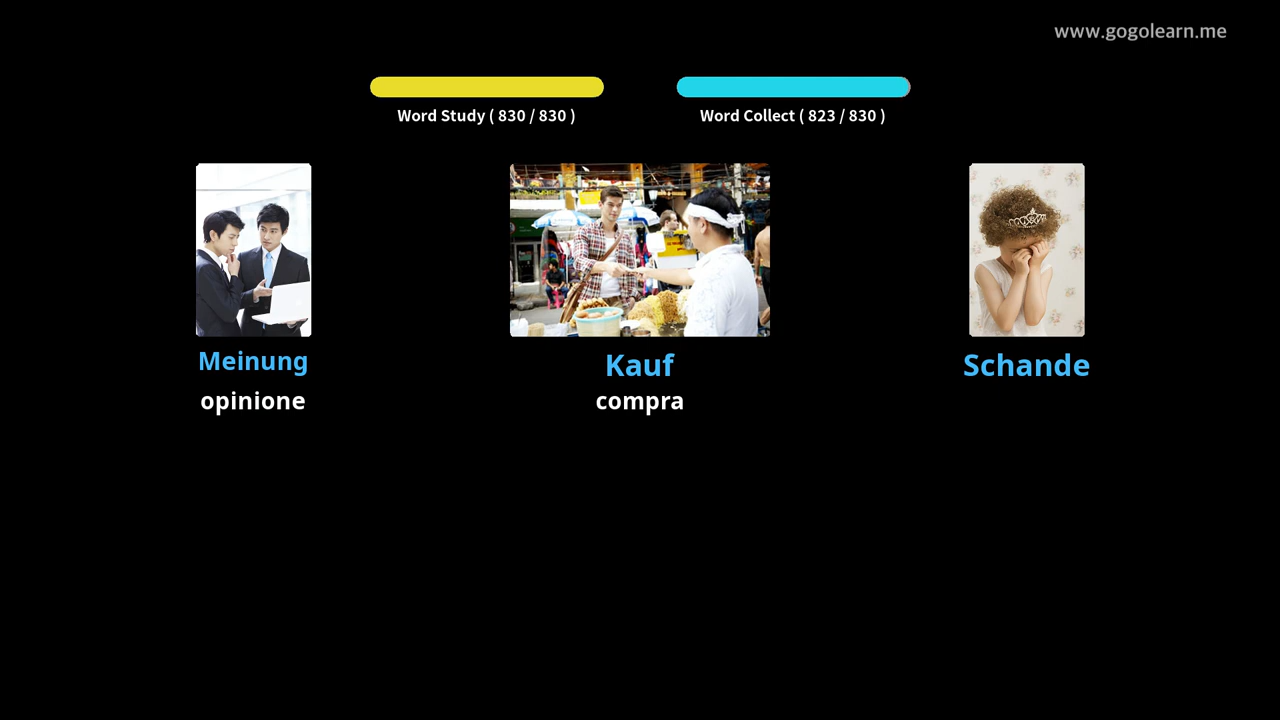 www.gogolearn.me
Word Study ( 830 / 830 )
Word Collect ( 823 / 830 )
Meinung
Kauf
Schande
opinione
compra